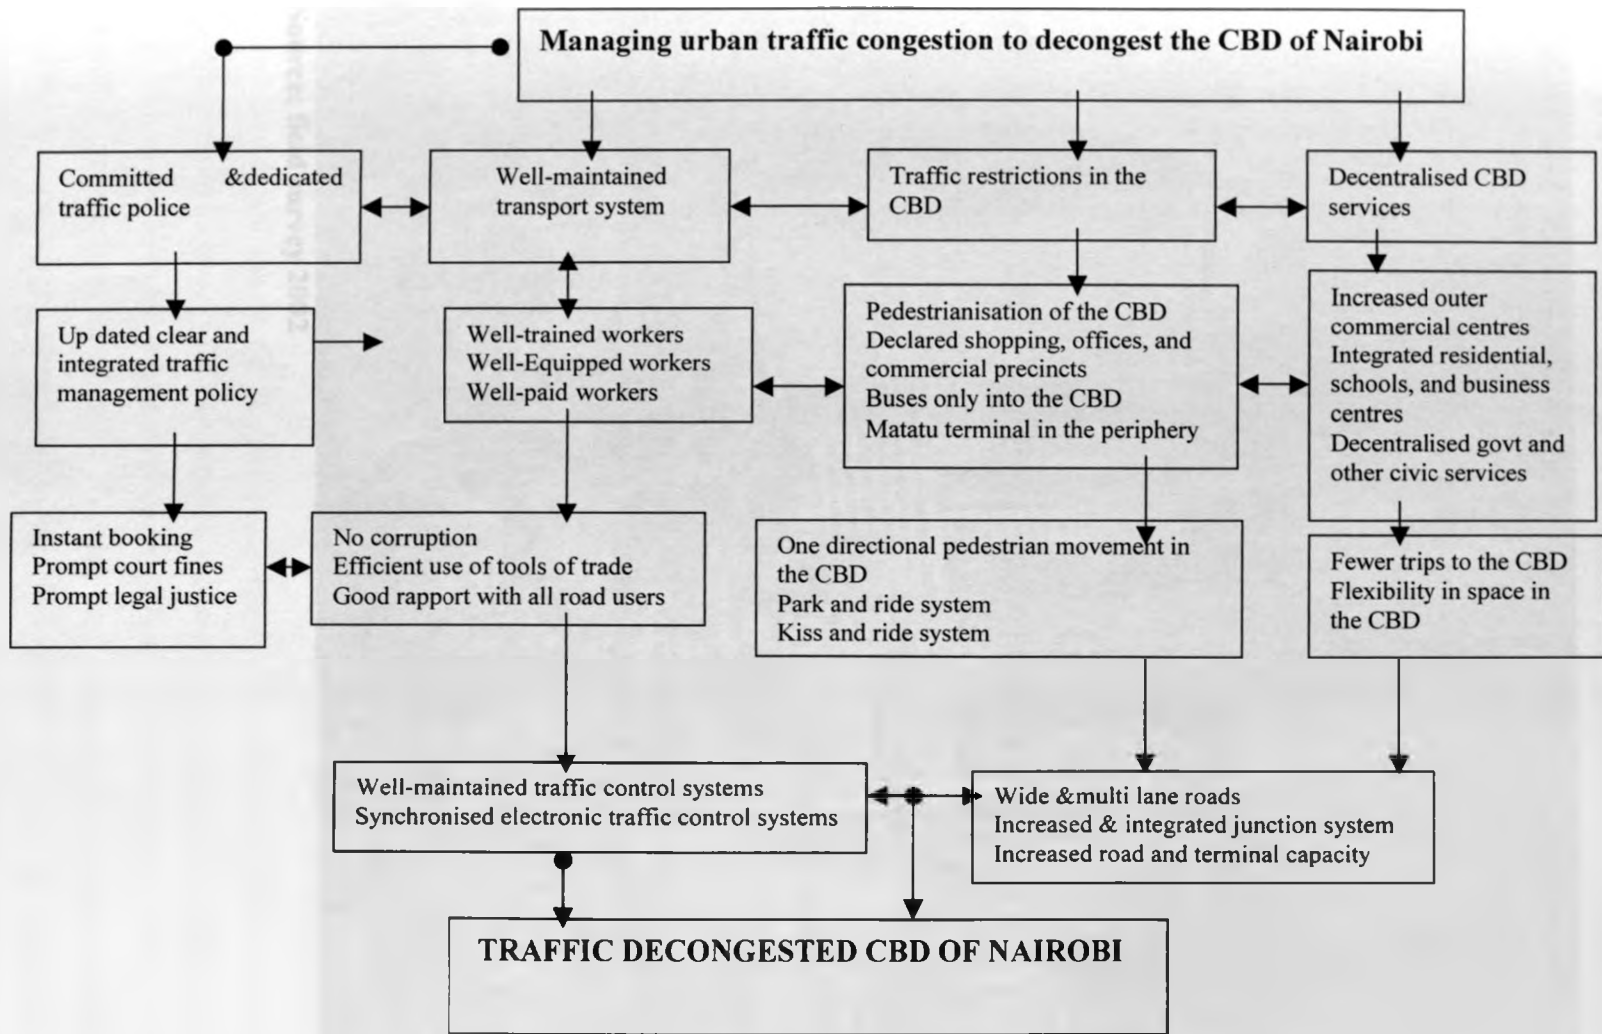 Managing urban traffic congestion to decongest the CBD of Nairobi
Committed &dedicated
traffic police
Well-maintained
transport system
Traffic restrictions in the
CBD
Decentralised CBD
services
Up dated clear and
integrated traffic
management policy
Well-trained workers
Well-Equipped workers
Well-paid workers
Pedestrianisation of the CBD
Declared shopping, offices, and
commercial precincts
Buses only into the CBD
Matatu terminal in the periphery
Increased outer
commercial centres
Integrated residential,
schools, and business
centres
Decentralised govt and
other civic services
Instant booking
Prompt court fines
Prompt legal justice
No corruption
Efficient use of tools of trade
Good rapport with all road users
One directional pedestrian movement in
the CBD
Park and ride system
Kiss and ride system
Fewer trips to the CBD
Flexibility in space in
the CBD
Well-maintained traffic control systems
Synchronised electronic traffic control systems
Wide &multi lane roads
Increased & integrated junction system
Increased road and terminal capacity
TRAFFIC DECONGESTED CBD OF NAIROBI